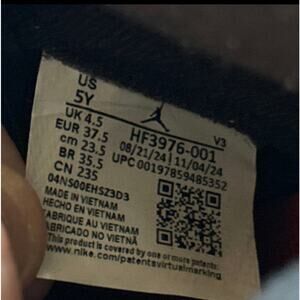 US
5Y
UK 4.5
EUR 37.5
cm 23.5
BR 35.5
CN 235
V3
HF3976-001
08/21/24 11/04/24
UPC 00197859485352
04NS00EHSZ3D3
MADE IN VIETNAM
HECHO EN VIETNAM
FABRIQUE AU VIETNAM
FABRICADO NO VIETNÃ
This product is covered by one or more patents:
www.nike.com/patentsvirtualmarking